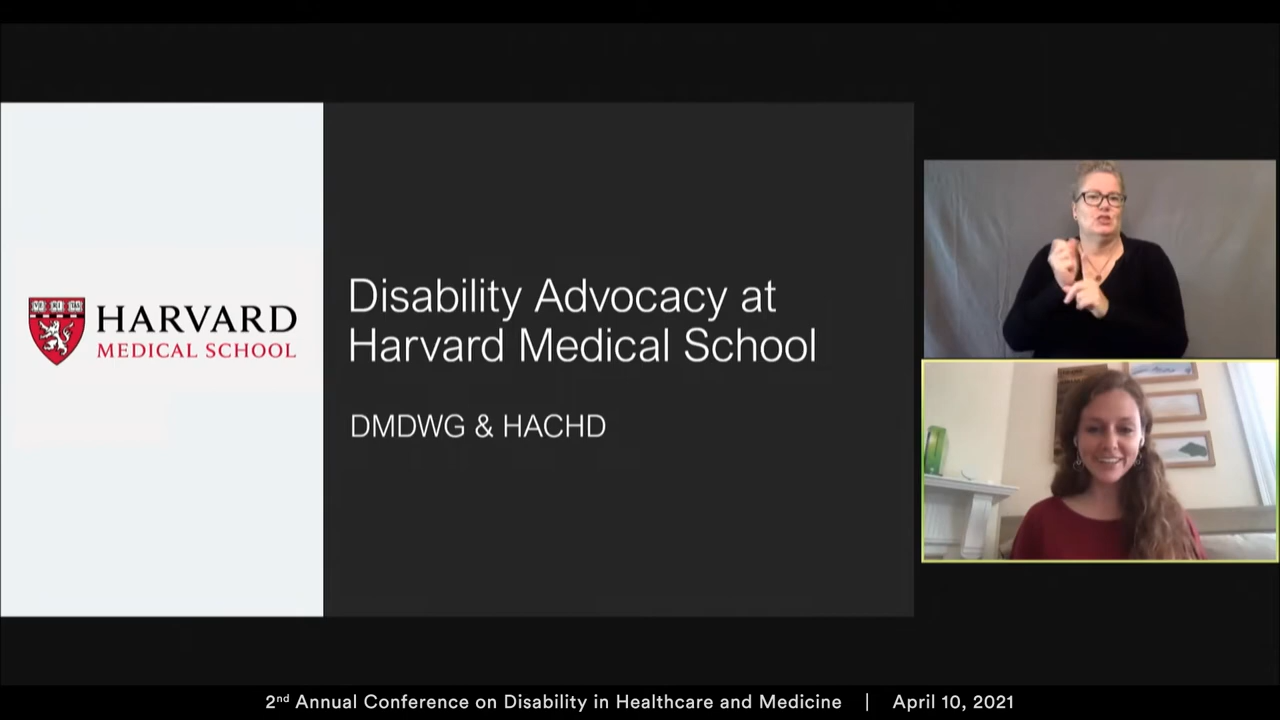 HARVARD
MEDICAL SCHOOL
Disability Advocacy at
Harvard Medical School
DMDWG & HACHD
2nd Annual Conference on Disability in Healthcare and Medicine | April 10, 2021